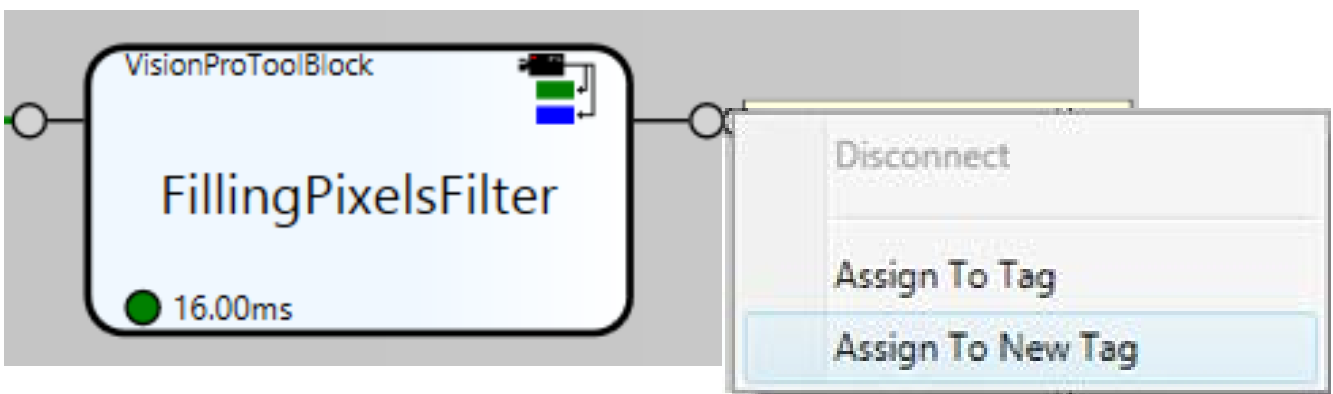 VisionProToolBlock
FillingPixelsFilter
16.00ms
Disconnect
Assign To Tag
Assign To New Tag